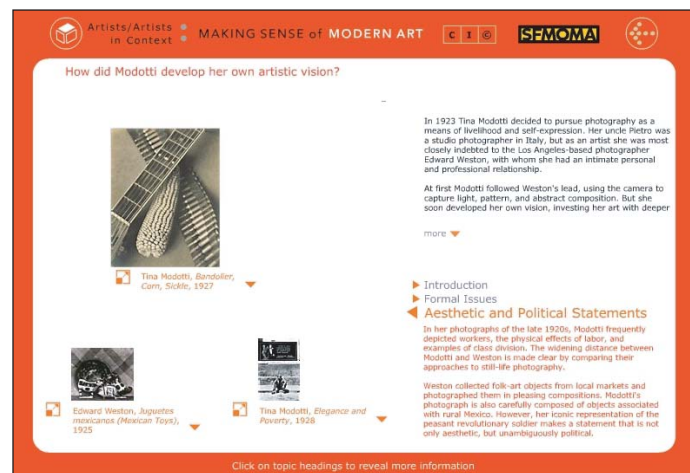 Artists/Artists
in Context
MAKING SENSE of MODERN ART
C I ©
SFMOMA
How did Modotti develop her own artistic vision?
In 1923 Tina Modotti decided to pursue photography as a
means of livelihood and self-expression. Her uncle Pietro was
a studio photographer in Italy, but as an artist she was most
closely indebted to the Los Angeles-based photographer
Edward Weston, with whom she had an intimate personal
and professional relationship.
At first Modotti followed Weston's lead, using the camera to
capture light, pattern, and abstract composition. But she
soon developed her own vision, investing her art with deeper
more
Tina Modotti, Bandolier,
Corn, Sickle, 1927
Introduction
Formal Issues
Aesthetic and Political Statements
In her photographs of the late 1920s, Modotti frequently
depicted workers, the physical effects of labor, and
examples of class division. The widening distance between
Modotti and Weston is made clear by comparing their
approaches to still-life photography.
Weston collected folk-art objects from local markets and
photographed them in pleasing compositions. Modotti's
photograph is also carefully composed of objects associated
with rural Mexico. However, her iconic representation of the
peasant revolutionary soldier makes a statement that is not
only aesthetic, but unambiguously political.
Edward Weston, Juguetes
mexicanos (Mexican Toys),
1925
Tina Modotti, Elegance and
Poverty, 1928
Click on topic headings to reveal more information